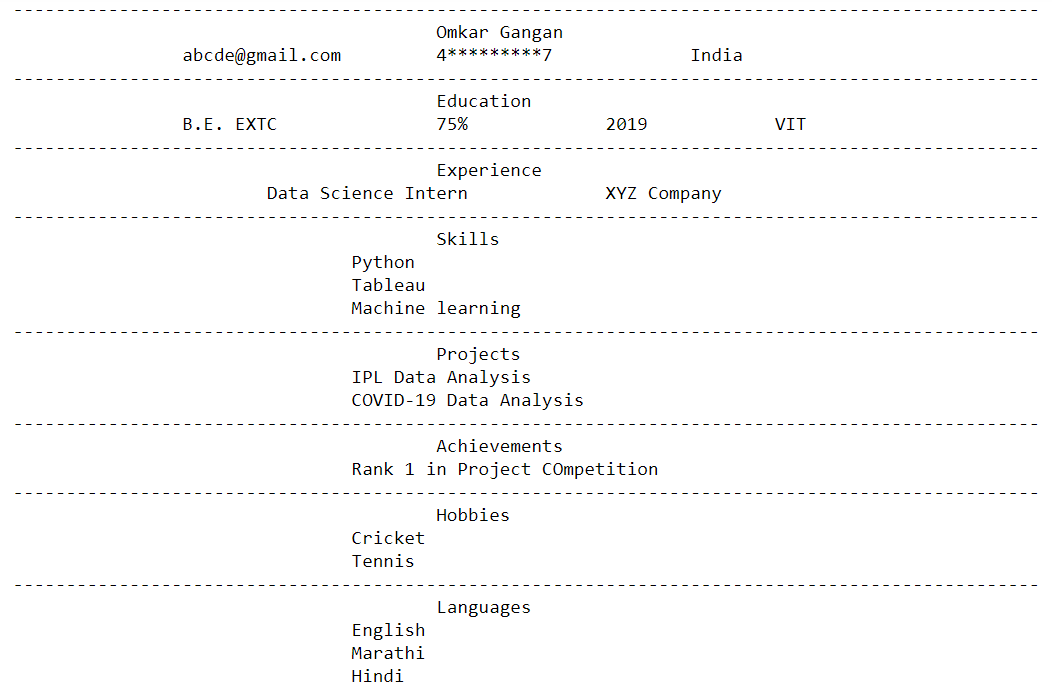 ------------------------------------------------------------------------------------------------
Omkar Gangan
abcde@gmail.com 4*********7 India
------------------------------------------------------------------------------------------------
Education
B.E. EXTC 75% 2019 VIT
------------------------------------------------------------------------------------------------
Experience
Data Science Intern XYZ Company
------------------------------------------------------------------------------------------------
Skills
Python
Tableau
Machine learning
------------------------------------------------------------------------------------------------
Projects
IPL Data Analysis
COVID-19 Data Analysis
------------------------------------------------------------------------------------------------
Achievements
Rank 1 in Project COmpetition
------------------------------------------------------------------------------------------------
Hobbies
Cricket
Tennis
------------------------------------------------------------------------------------------------
Languages
English
Marathi
Hindi